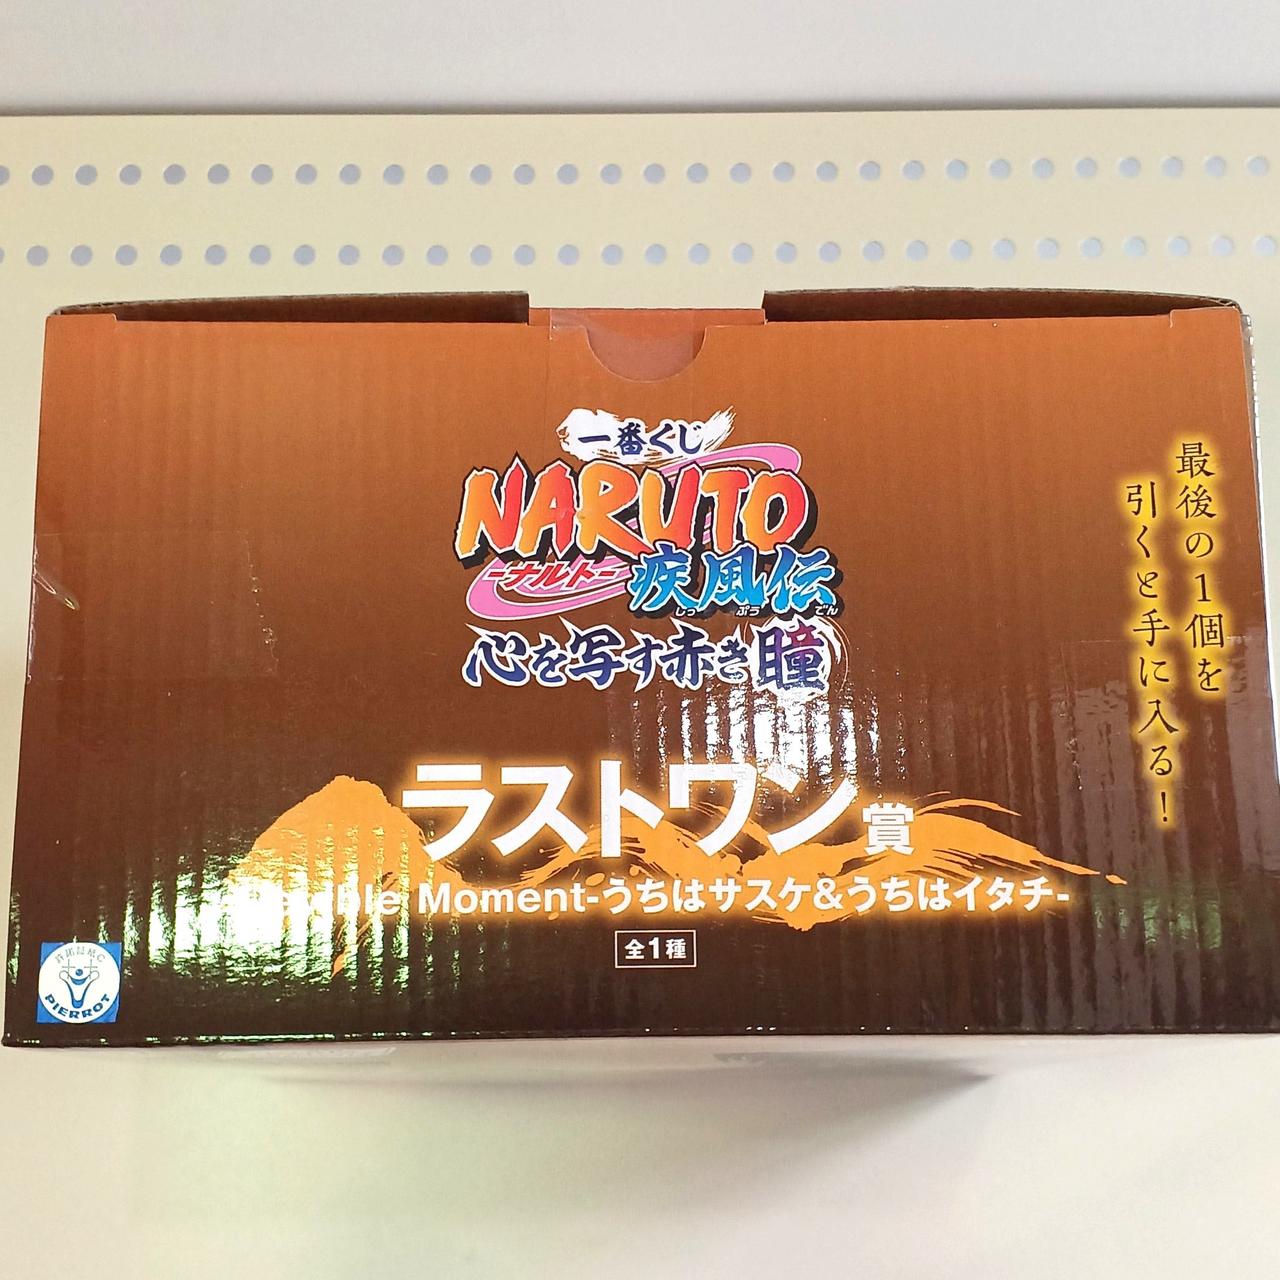 一番くじ
NARUTO
-ナルト-
疾風伝
しっ ぷう でん
心を写す赤き瞳
最後の1個を
引くと手に入る!
ラストワン賞
Moment-うちはサスケ&うちはイタチ-
全1種
PIERROT